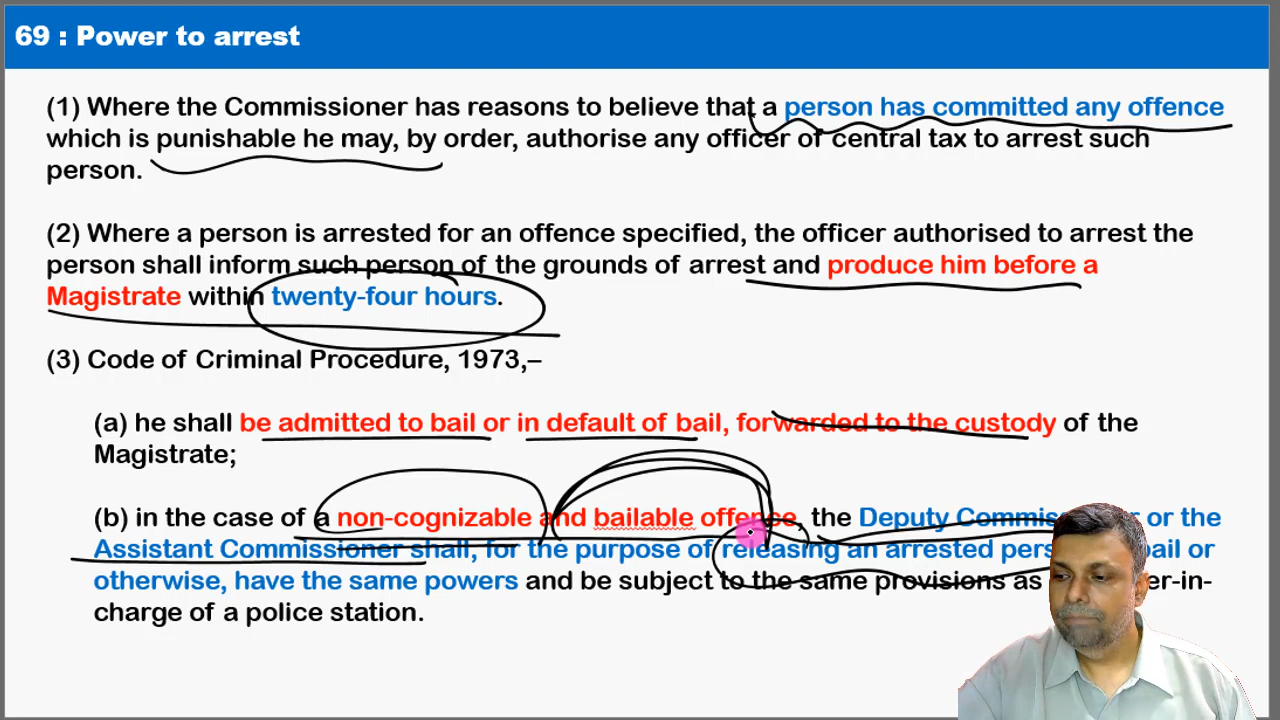 69 : Power to arrest
(1) Where the Commissioner has reasons to believe that a person has committed any offence
which is punishable he may, by order, authorise any officer of central tax to arrest such
person.
(2) Where a person is arrested for an offence specified, the officer authorised to arrest the
person shall inform such person of the grounds of arrest and produce him before a
Magistrate within twenty-four hours.
(3) Code of Criminal Procedure, 1973,–
(a) he shall be admitted to bail or in default of bail, forwarded to the custody of the
Magistrate;
(b) in the case of a non-cognizable and bailable offence, the Deputy Commissioner or the
Assistant Commissioner shall, for the purpose of releasing an arrested bail or
otherwise, have the same powers and be subject to the same provisions as
charge of a police station.